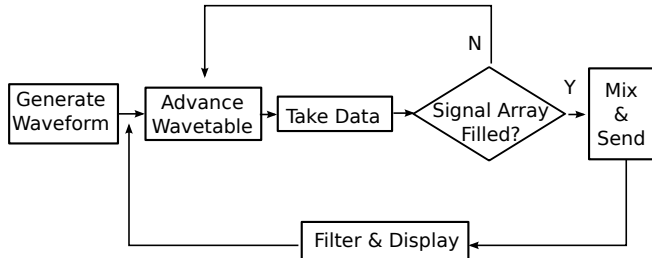 Generate
Waveform
Advance
Wavetable
Take Data
Signal Array
Filled?
N
Y
Mix
&
Send
Filter & Display